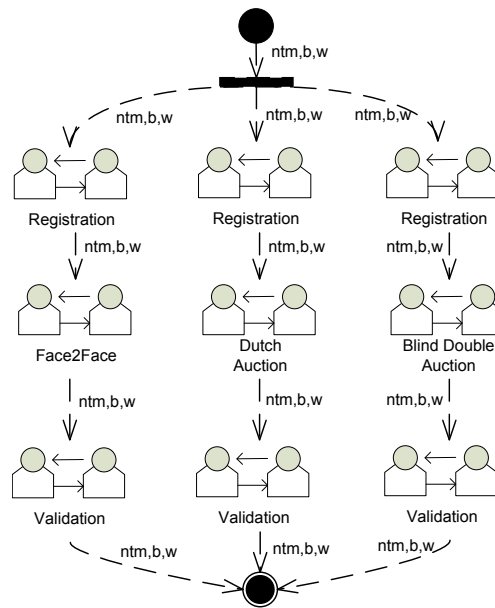 ntm,b,w
ntm,b,w
ntm,b,w
ntm,b,w
Registration
Registration
Registration
ntm,b,w
ntm,b,w
ntm,b,w
Face2Face
Dutch
Auction
Blind Double
Auction
ntm,b,w
ntm,b,w
ntm,b,w
Validation
Validation
Validation
ntm,b,w
ntm,b,w
ntm,b,w